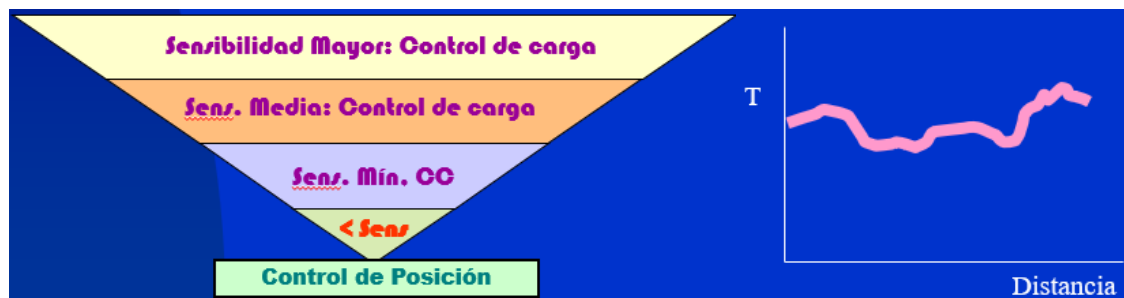 Sensibilidad Mayor: Control de carga
Sens. Media: Control de carga
Sens. Mín. CC
< Sens
Control de Posición
T
Distancia